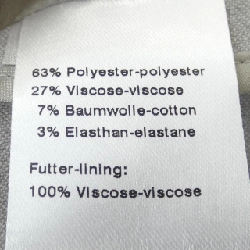 63% Polyester-polyester
27% Viscose-viscose
7% Baumwolle-cotton
3% Elasthan-elastane
Futter-lining:
100% Viscose-viscose